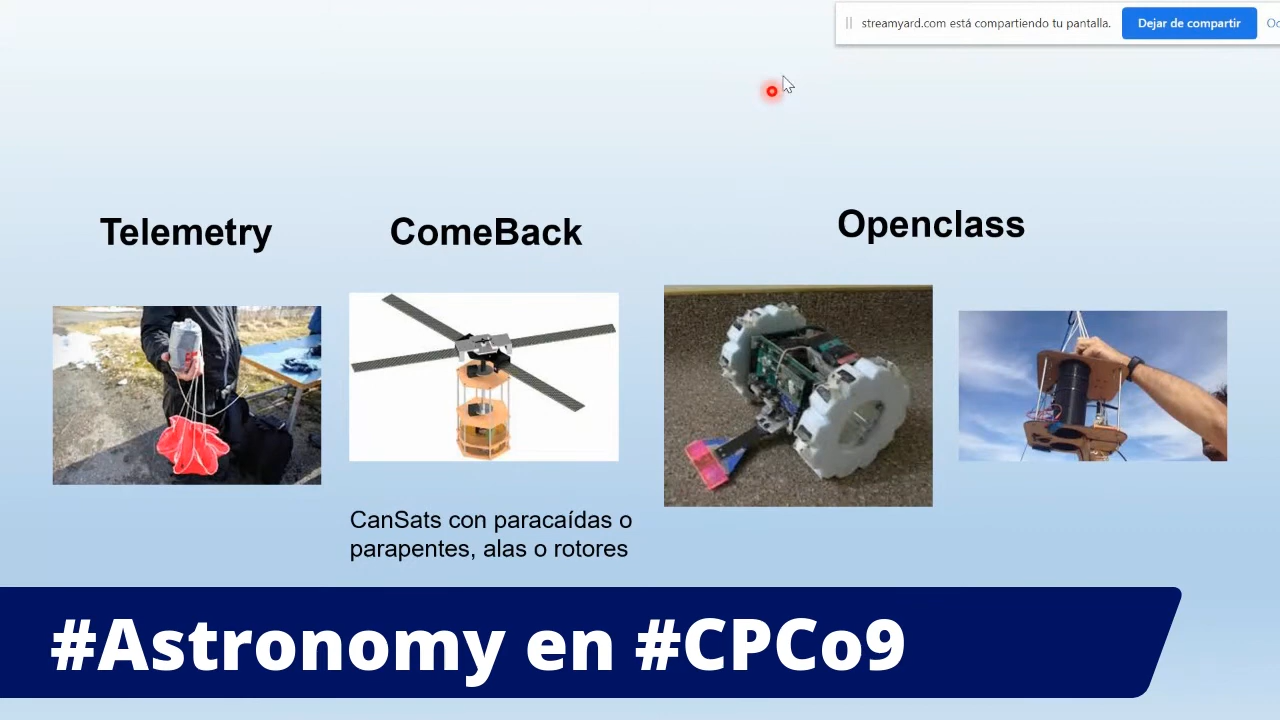 streamyard.com está compartiendo tu pantalla.
Dejar de compartir
Telemetry
ComeBack
Openclass
CanSats con paracaídas o
parapentes, alas o rotores
#Astronomy en #CPCo9